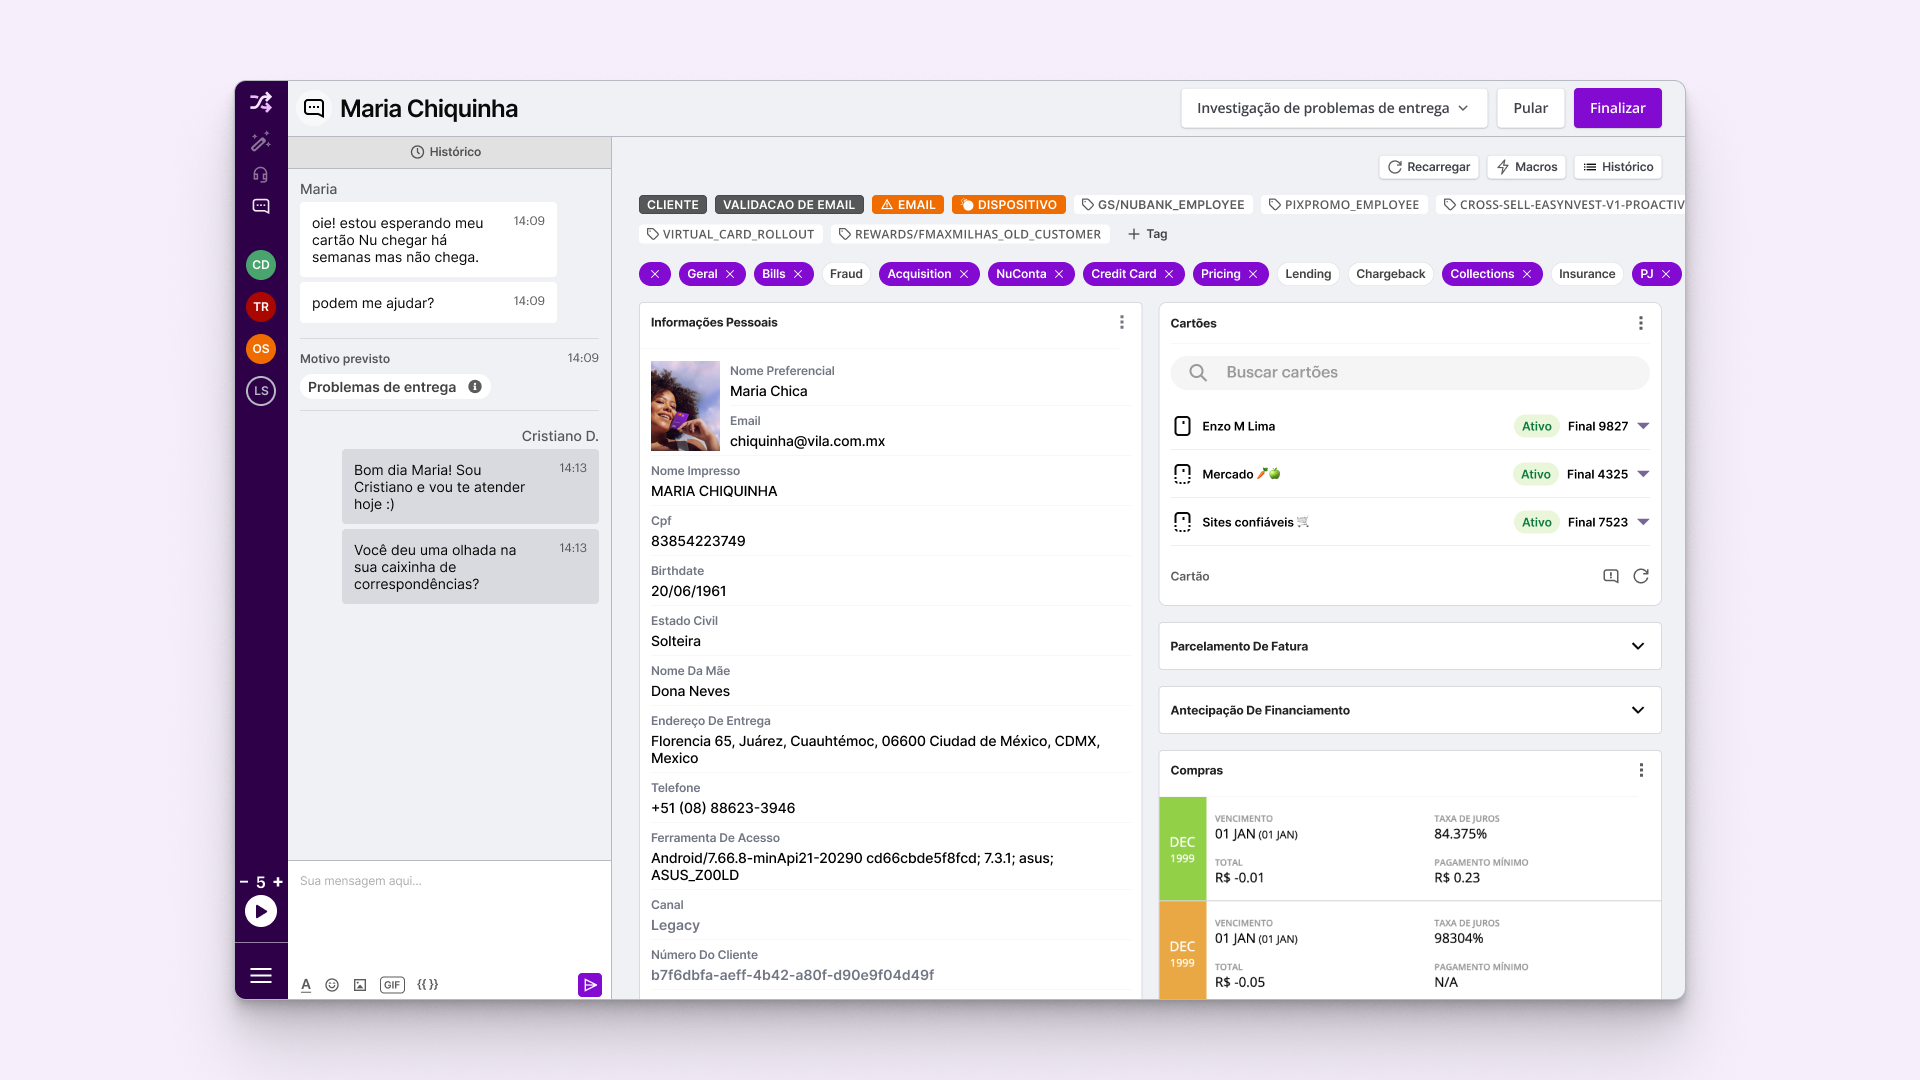 Maria Chiquinha
Investigação de problemas de entrega
Pular
Finalizar
CD
TR
OS
LS
5
Histórico
Maria
oie! estou esperando meu
cartão Nu chegar há
semanas mas não chega.
14:09
podem me ajudar?
14:09
Motivo previsto
14:09
Problemas de entrega
Cristiano D.
Bom dia Maria! Sou
Cristiano e vou te atender
hoje :)
14:13
Você deu uma olhada na
sua caixinha de
correspondências?
14:13
Sua mensagem aqui...
A
GIF
{{ }}
Recarregar
Macros
Histórico
CLIENTE
VALIDACAO DE EMAIL
EMAIL
DISPOSITIVO
GS/NUBANK_EMPLOYEE
PIXPROMO_EMPLOYEE
CROSS-SELL-EASYNVEST-V1-PROACTIV
VIRTUAL_CARD_ROLLOUT
REWARDS/FMAXMILHAS_OLD_CUSTOMER
+ Tag
Geral
Bills
Fraud
Acquisition
NuConta
Credit Card
Pricing
Lending
Chargeback
Collections
Insurance
PJ
Informações Pessoais
Nome Preferencial
Maria Chica
Email
chiquinha@vila.com.mx
Nome Impresso
MARIA CHIQUINHA
Cpf
83854223749
Birthdate
20/06/1961
Estado Civil
Solteira
Nome Da Mãe
Dona Neves
Endereço De Entrega
Florencia 65, Juárez, Cuauhtémoc, 06600 Ciudad de México, CDMX,
Mexico
Telefone
+51 (08) 88623-3946
Ferramenta De Acesso
Android/7.66.8-minApi21-20290 cd66cbde5f8fcd; 7.3.1; asus;
ASUS_Z00LD
Canal
Legacy
Número Do Cliente
b7f6dbfa-aeff-4b42-a80f-d90e9f04d49f
Cartões
Buscar cartões
Enzo M Lima
Ativo
Final 9827
Mercado 🥕🍏
Ativo
Final 4325
Sites confiáveis 🛒
Ativo
Final 7523
Cartão
Parcelamento De Fatura
Antecipação De Financiamento
Compras
DEC
1999
VENCIMENTO
01 JAN (01 JAN)
TAXA DE JUROS
84.375%
TOTAL
R$ -0.01
PAGAMENTO MÍNIMO
R$ 0.23
DEC
1999
VENCIMENTO
01 JAN (01 JAN)
TAXA DE JUROS
98304%
TOTAL
R$ -0.05
PAGAMENTO MÍNIMO
N/A